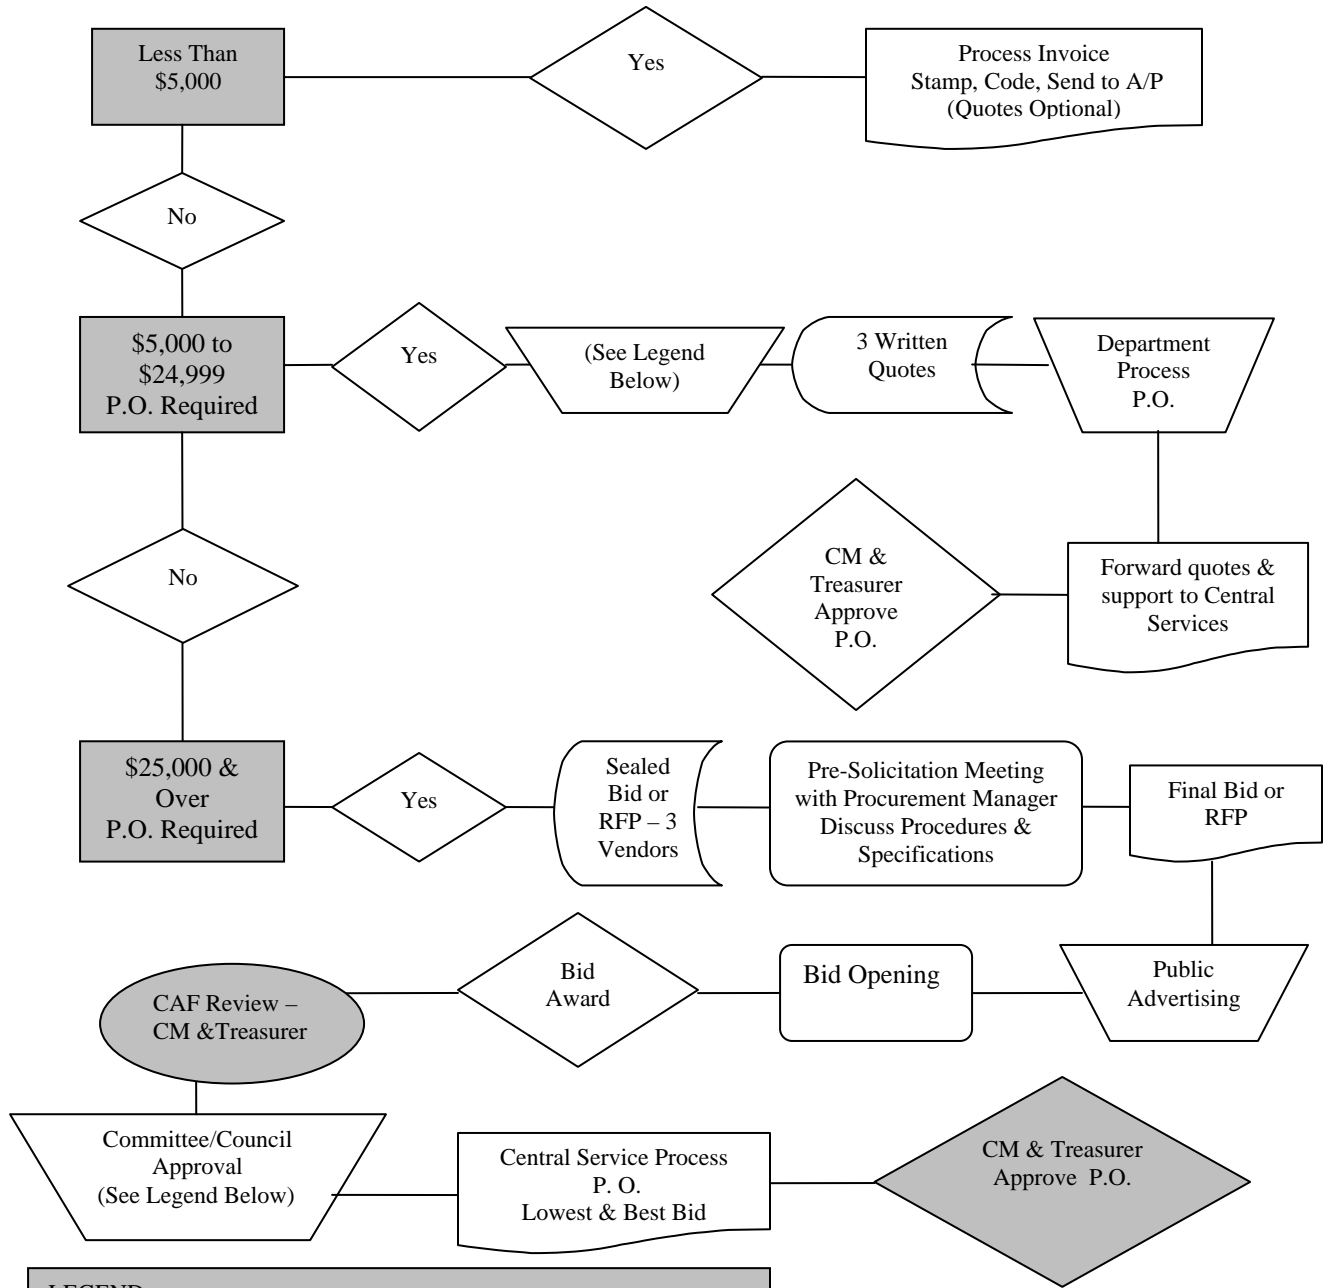 Less Than
$5,000
Yes
Process Invoice
Stamp, Code, Send to A/P
(Quotes Optional)
No
$5,000 to
$24,999
P.O. Required
Yes
(See Legend
Below)
3 Written
Quotes
Department
Process
P.O.
No
CM &
Treasurer
Approve
P.O.
Forward quotes &
support to Central
Services
$25,000 &
Over
P.O. Required
Yes
Sealed
Bid or
RFP – 3
Vendors
Pre-Solicitation Meeting
with Procurement Manager
Discuss Procedures &
Specifications
Final Bid or
RFP
CAF Review –
CM &Treasurer
Bid
Award
Bid Opening
Public
Advertising
Committee/Council
Approval
(See Legend Below)
Central Service Process
P. O.
Lowest & Best Bid
CM & Treasurer
Approve P.O.
LEGEND